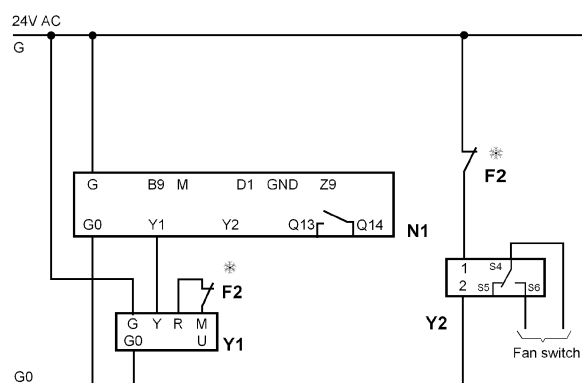 24V AC
G
G B9 M D1 GND Z9
G0 Y1 Y2 Q13 Q14
N1
F2
F2
1 S4
2 S5 S6
Y2
G Y R M
G0 U
Y1
Fan switch
G0